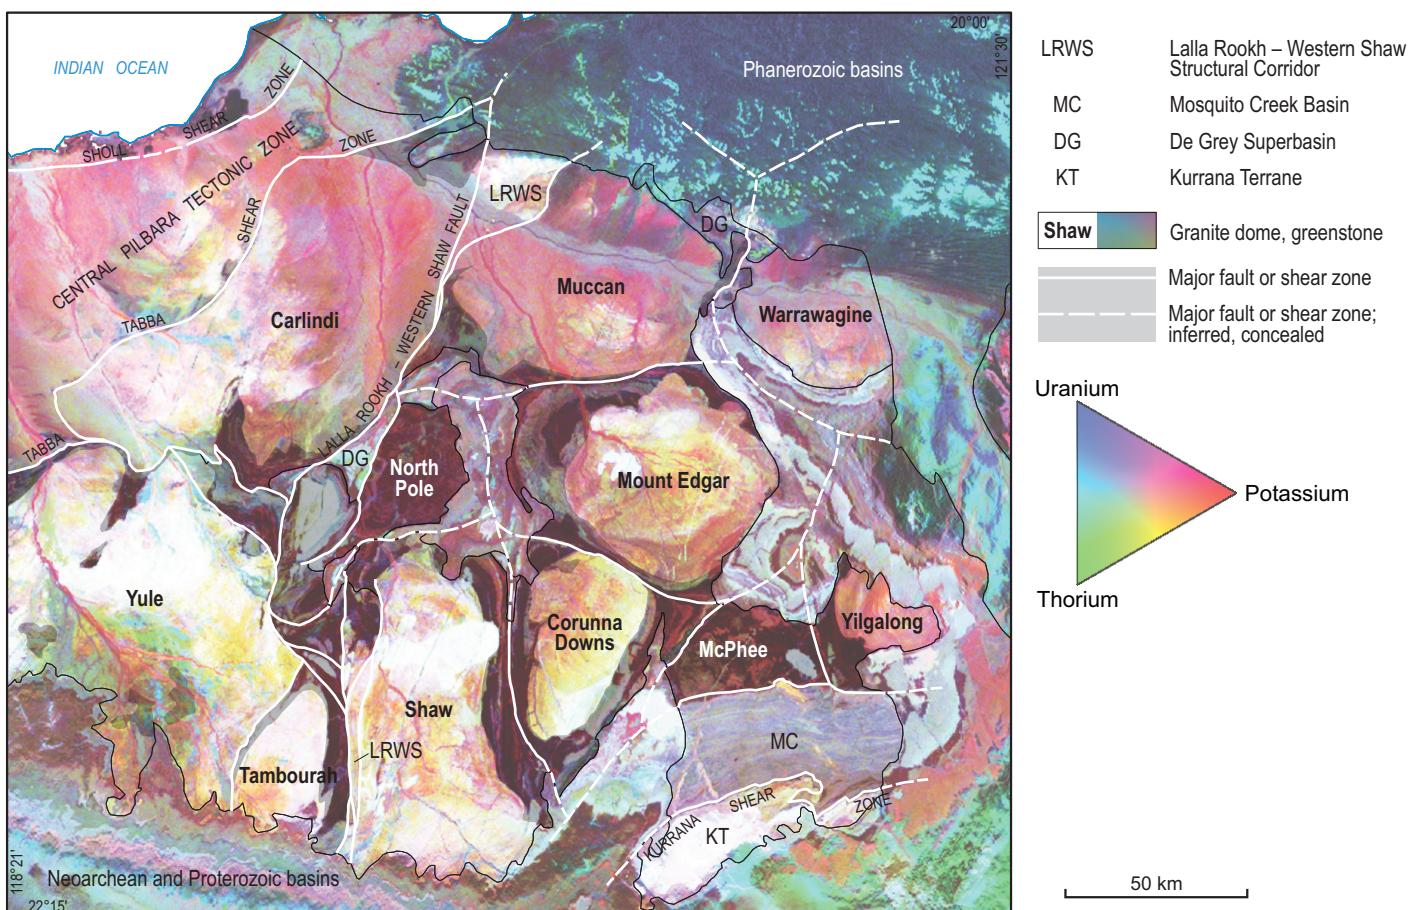 20°00'
121°30'
INDIAN OCEAN
Phanerozoic basins
SHOLL SHEAR ZONE
CENTRAL PILBARA TECTONIC ZONE
TABBA TABBA SHEAR ZONE
LRWS
DG
LALLA ROOKH – WESTERN SHAW FAULT
Muccan
Carlindi
Warrawagine
DG
North
Pole
Mount Edgar
Yule
Corunna
Downs
Yilgalong
McPhee
Shaw
LRWS
MC
Tambourah
KURRANA SHEAR ZONE
KT
118°21'
Neoarchean and Proterozoic basins
22°15'
LRWS Lalla Rookh – Western Shaw
Structural Corridor
MC Mosquito Creek Basin
DG De Grey Superbasin
KT Kurrana Terrane
Shaw Granite dome, greenstone
Major fault or shear zone
Major fault or shear zone;
inferred, concealed
Uranium
Potassium
Thorium
50 km